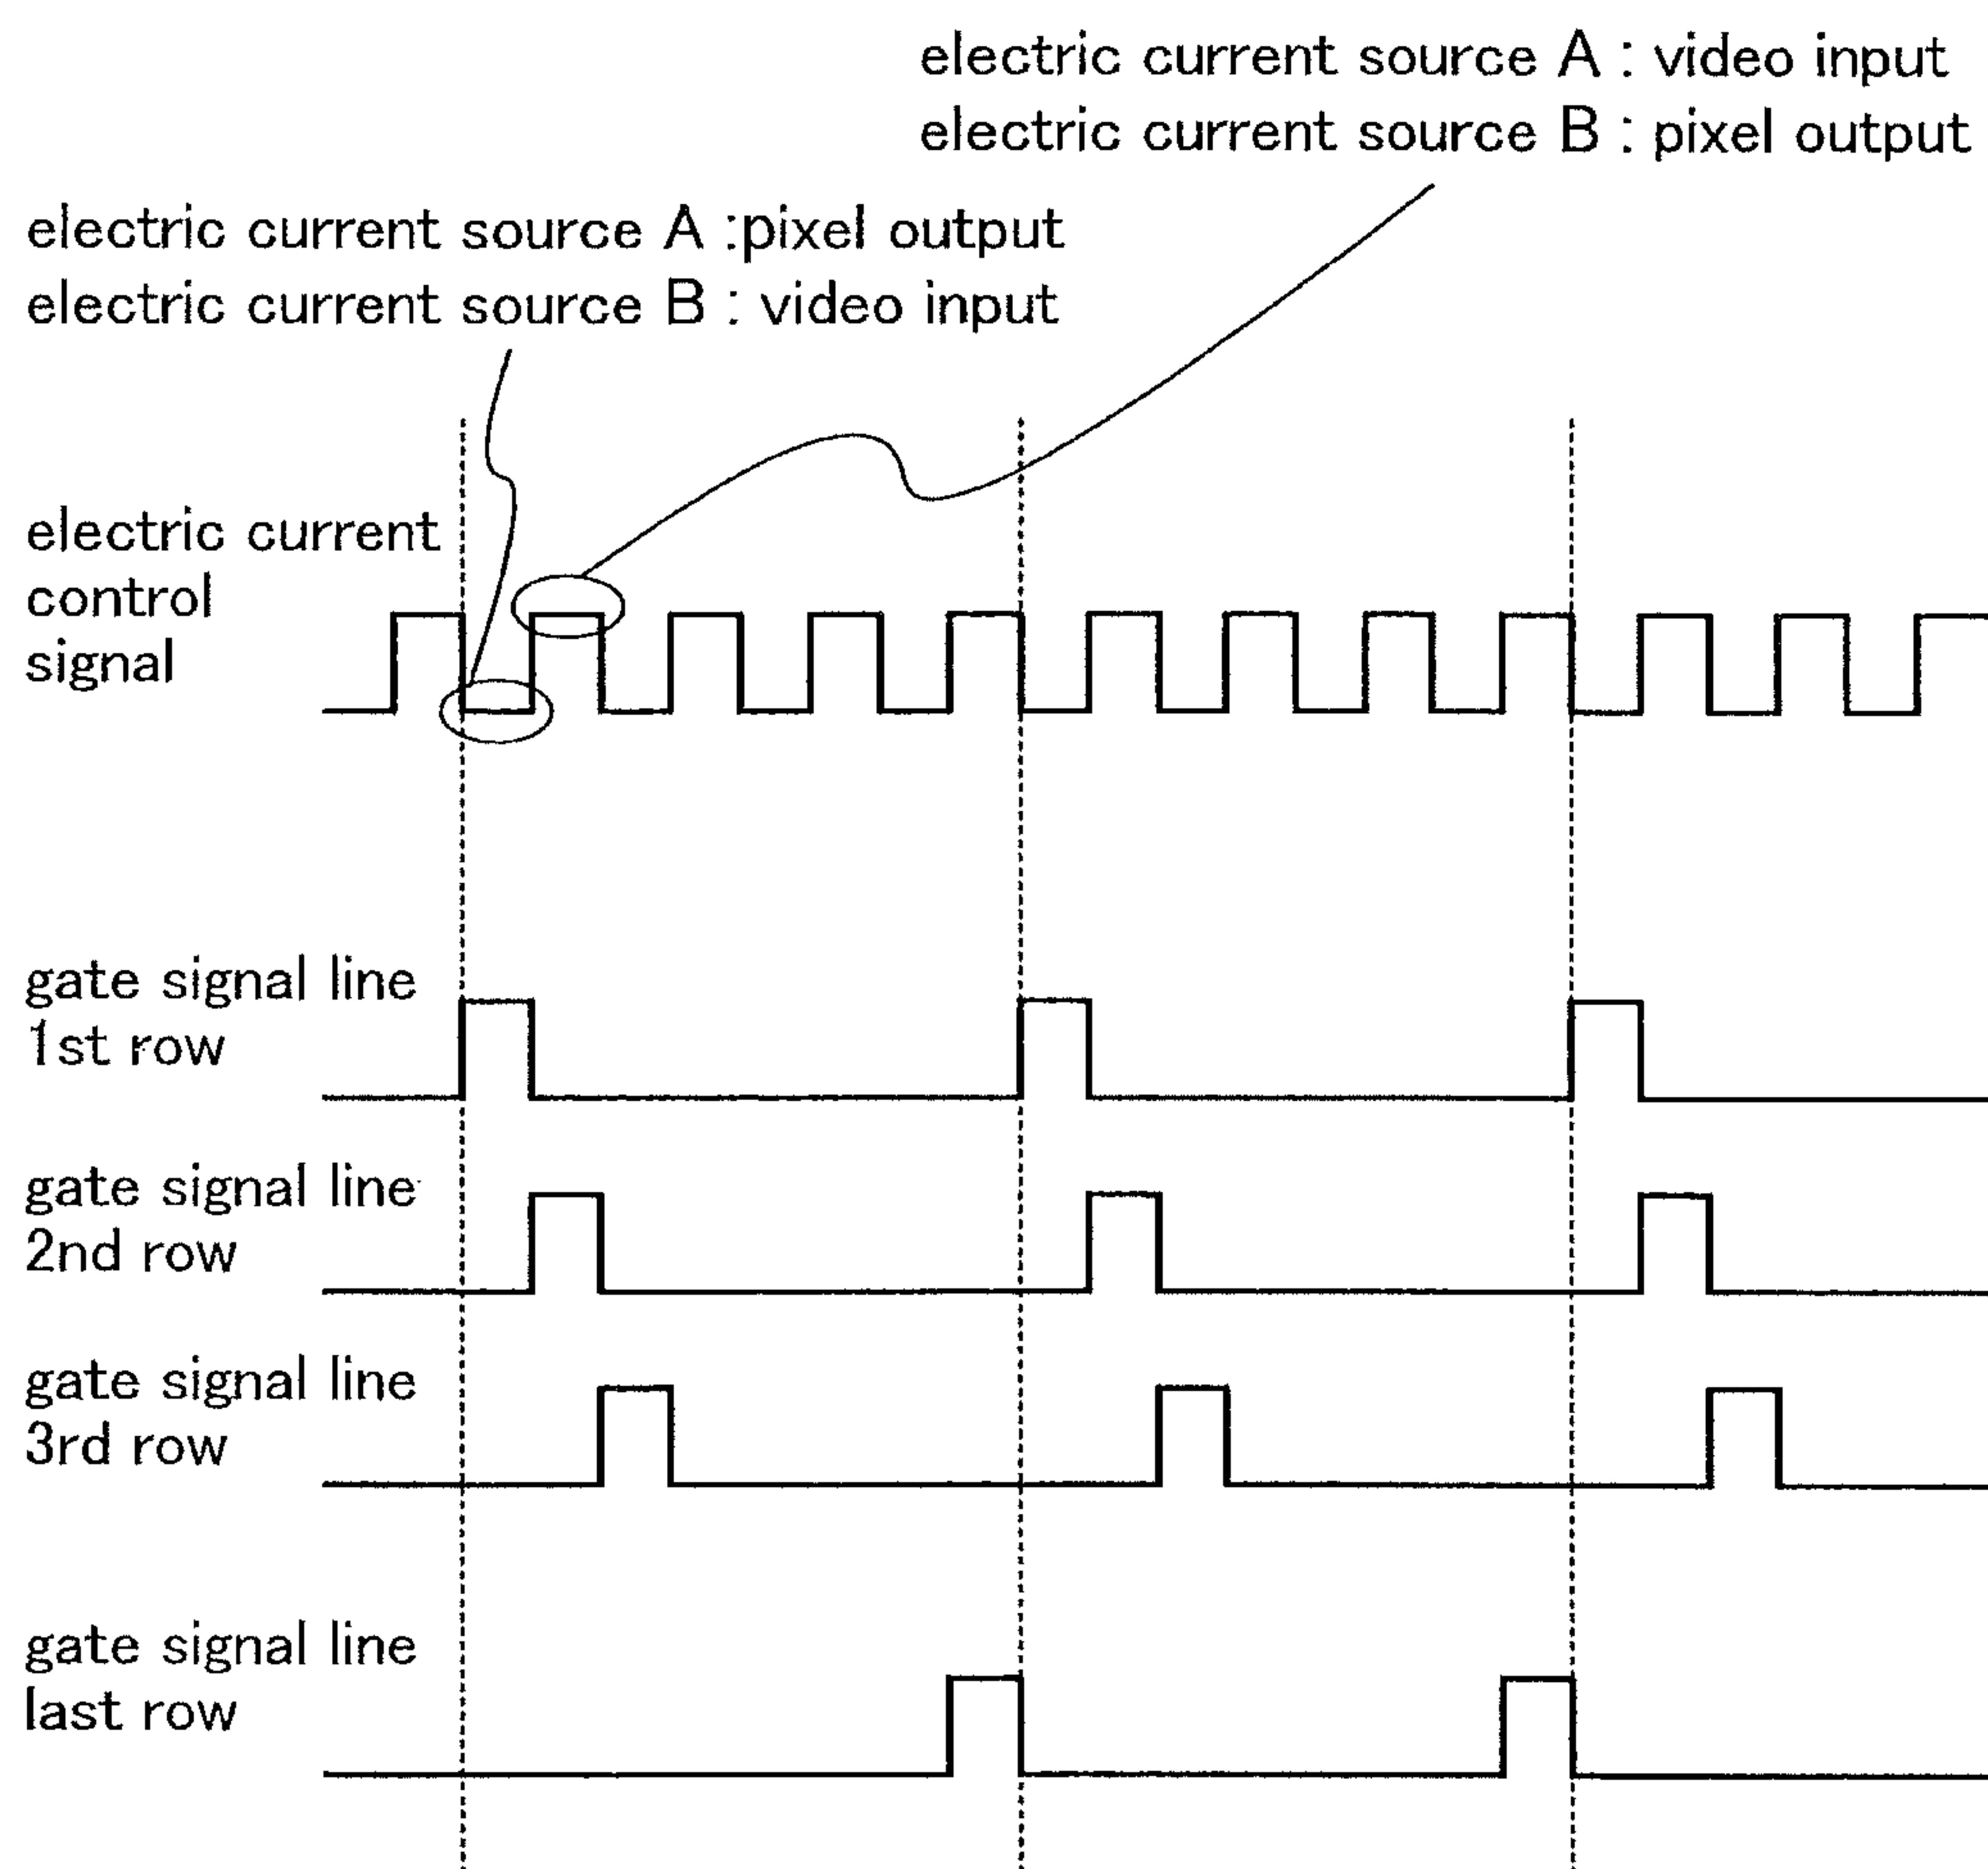 electric current source A : video input
electric current source B : pixel output
electric current source A :pixel output
electric current source B : video input
electric current
control
signal
gate signal line
1st row
gate signal line
2nd row
gate signal line
3rd row
gate signal line
last row